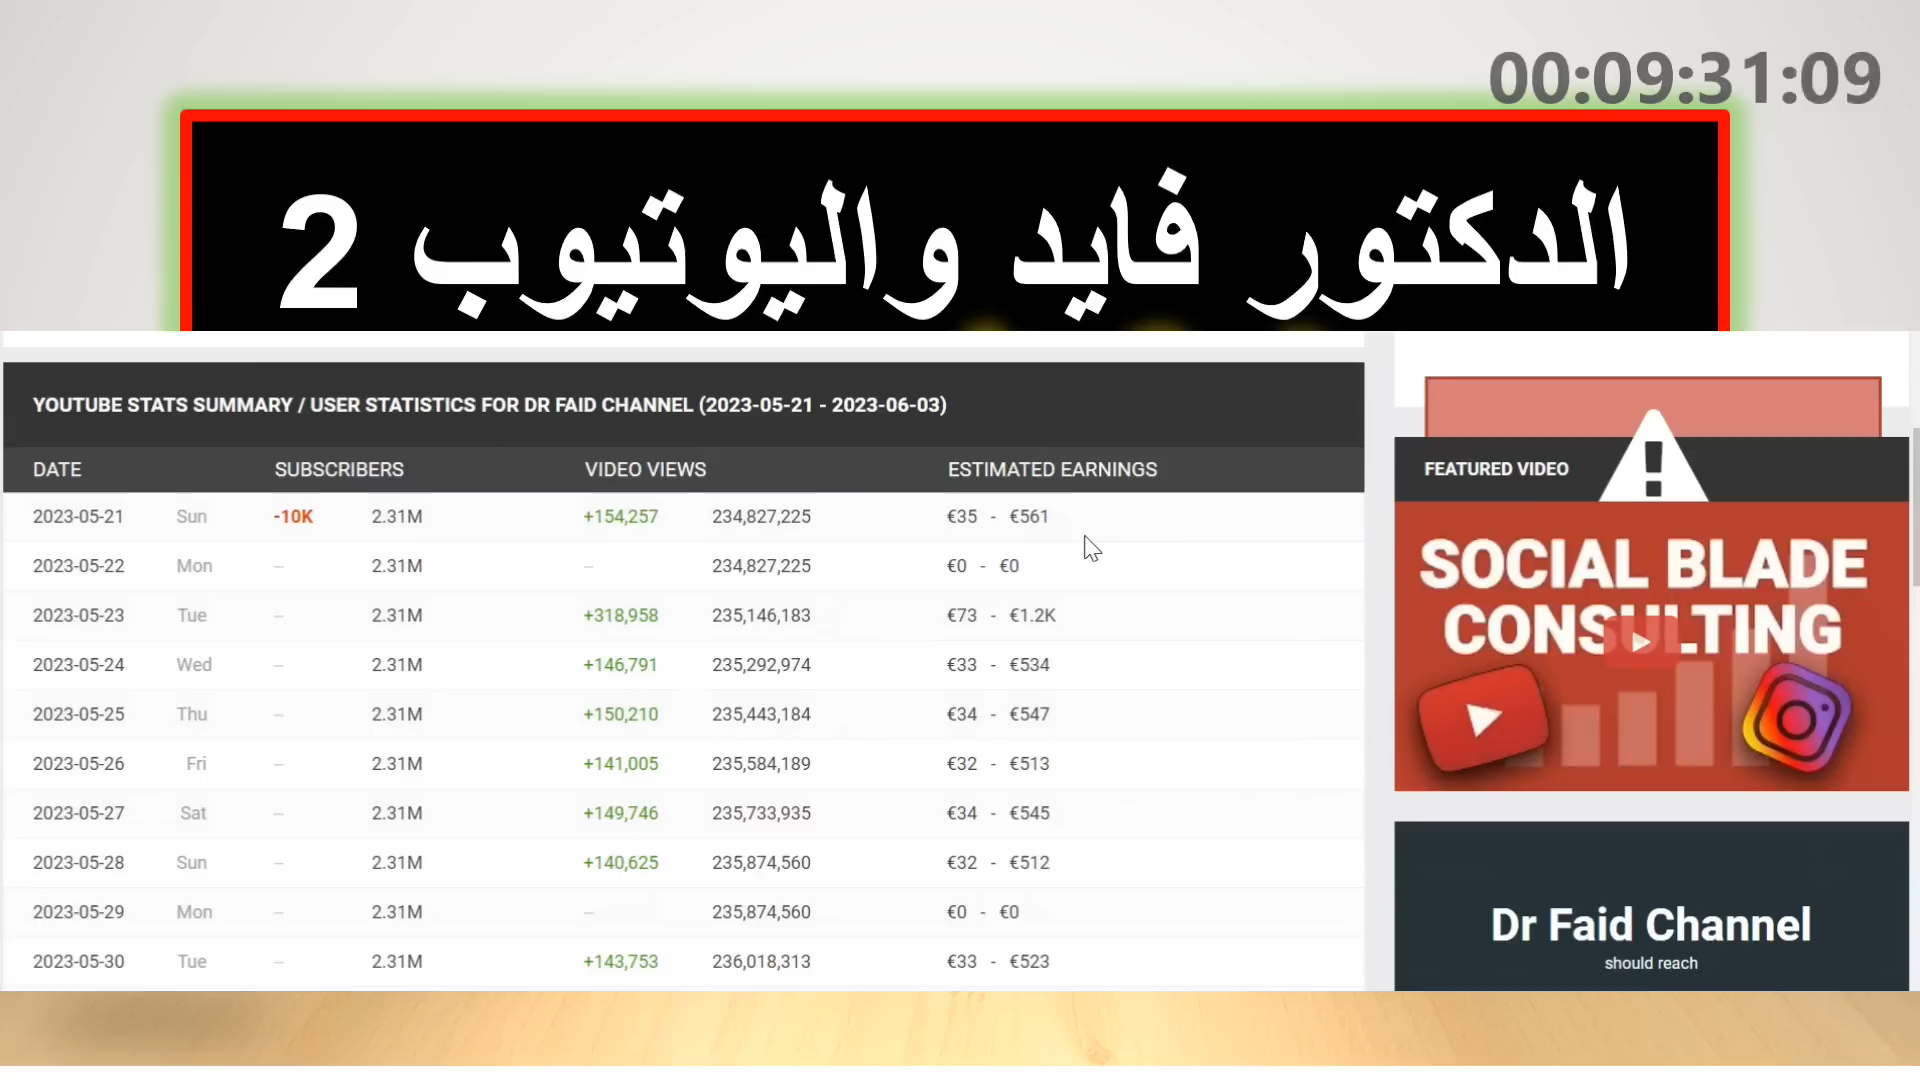 00:09:31:09
الدكتور فايد واليوتيوب 2
YOUTUBE STATS SUMMARY / USER STATISTICS FOR DR FAID CHANNEL (2023-05-21 - 2023-06-03)
DATE SUBSCRIBERS VIDEO VIEWS ESTIMATED EARNINGS
2023-05-21 Sun -10K 2.31M +154,257 234,827,225 €35 - €561
2023-05-22 Mon -- 2.31M -- 234,827,225 €0 - €0
2023-05-23 Tue -- 2.31M +318,958 235,146,183 €73 - €1.2K
2023-05-24 Wed -- 2.31M +146,791 235,292,974 €33 - €534
2023-05-25 Thu -- 2.31M +150,210 235,443,184 €34 - €547
2023-05-26 Fri -- 2.31M +141,005 235,584,189 €32 - €513
2023-05-27 Sat -- 2.31M +149,746 235,733,935 €34 - €545
2023-05-28 Sun -- 2.31M +140,625 235,874,560 €32 - €512
2023-05-29 Mon -- 2.31M -- 235,874,560 €0 - €0
2023-05-30 Tue -- 2.31M +143,753 236,018,313 €33 - €523
FEATURED VIDEO
SOCIAL BLADE
CONSULTING
Dr Faid Channel
should reach